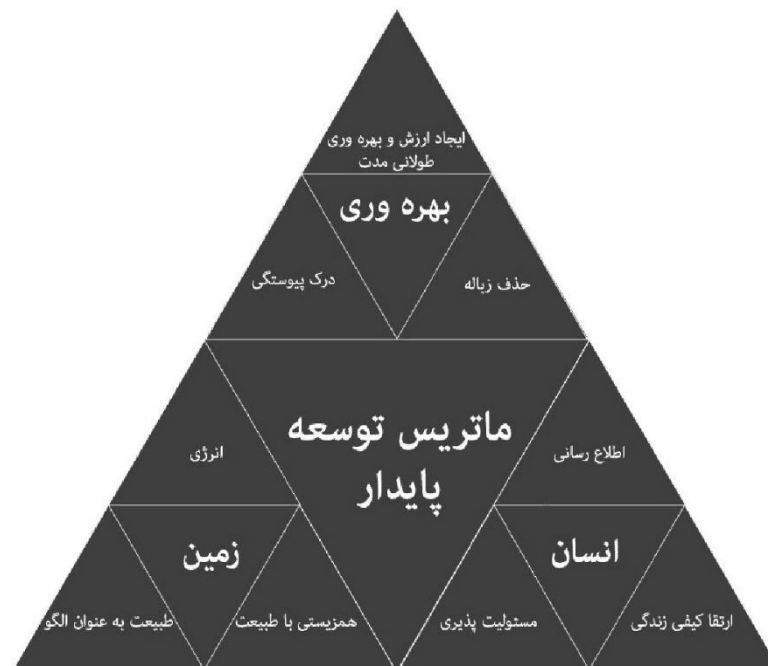 ایجاد ارزش و بهره وری
طولانی مدت
بهره وری
درک پیوستگی
حذف زباله
ماتریس توسعه
پایدار
انرژی
اطلاع رسانی
زمین
انسان
طبیعت به عنوان الگو
همزیستی با طبیعت
مسئولیت پذیری
ارتقا کیفی زندگی